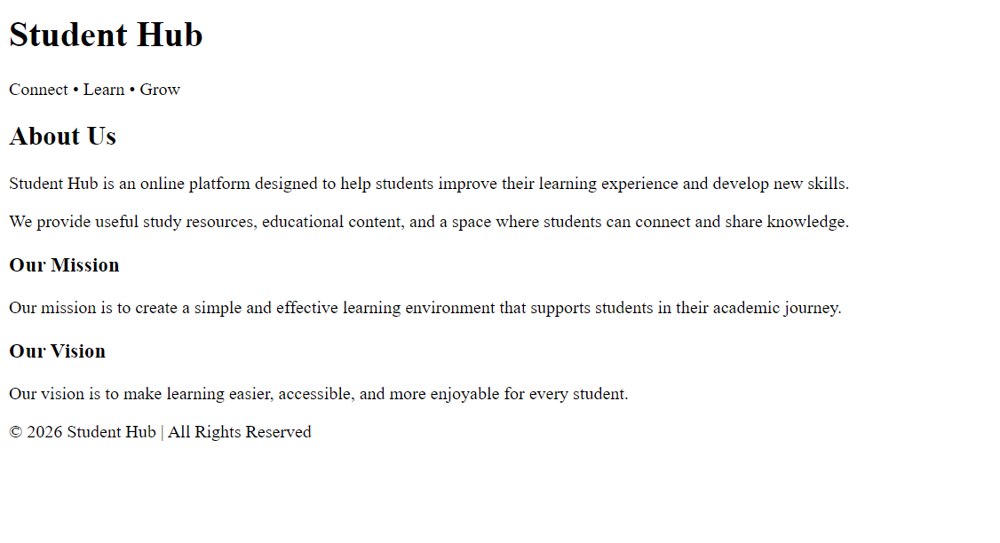 Student Hub
Connect • Learn • Grow
About Us
Student Hub is an online platform designed to help students improve their learning experience and develop new skills.
We provide useful study resources, educational content, and a space where students can connect and share knowledge.
Our Mission
Our mission is to create a simple and effective learning environment that supports students in their academic journey.
Our Vision
Our vision is to make learning easier, accessible, and more enjoyable for every student.
© 2026 Student Hub | All Rights Reserved